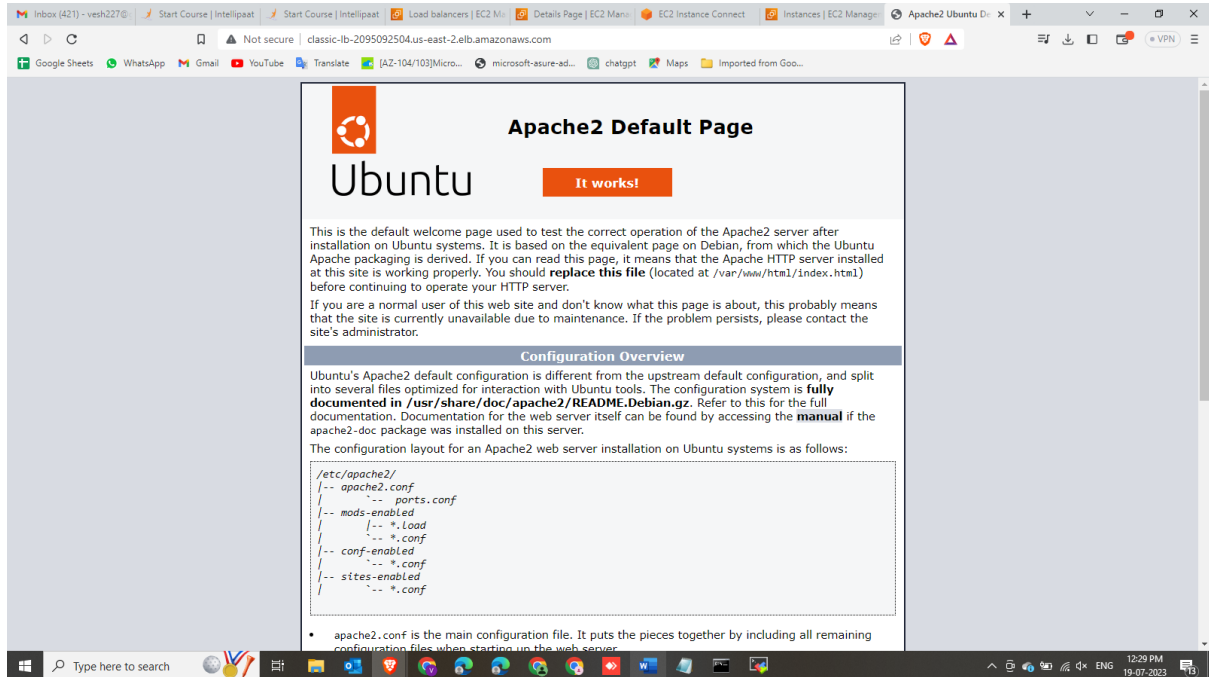 Inbox (421) - vesh227@
Start Course | Intellipaat
Start Course | Intellipaat
Load balancers | EC2 Ma
Details Page | EC2 Mana
EC2 Instance Connect
Instances | EC2 Manage
Apache2 Ubuntu De
Not secure
classic-lb-2095092504.us-east-2.elb.amazonaws.com
VPN
Google Sheets
WhatsApp
Gmail
YouTube
Translate
[AZ-104/103]Micro...
microsoft-asure-ad...
chatgpt
Maps
Imported from Goo...
Apache2 Default Page
Ubuntu
It works!
This is the default welcome page used to test the correct operation of the Apache2 server after
installation on Ubuntu systems. It is based on the equivalent page on Debian, from which the Ubuntu
Apache packaging is derived. If you can read this page, it means that the Apache HTTP server installed
at this site is working properly. You should replace this file (located at /var/www/html/index.html)
before continuing to operate your HTTP server.
If you are a normal user of this web site and don't know what this page is about, this probably means
that the site is currently unavailable due to maintenance. If the problem persists, please contact the
site's administrator.
Configuration Overview
Ubuntu's Apache2 default configuration is different from the upstream default configuration, and split
into several files optimized for interaction with Ubuntu tools. The configuration system is fully
documented in /usr/share/doc/apache2/README.Debian.gz. Refer to this for the full
documentation. Documentation for the web server itself can be found by accessing the manual if the
apache2-doc package was installed on this server.
The configuration layout for an Apache2 web server installation on Ubuntu systems is as follows:
/etc/apache2/
|-- apache2.conf
|       `--  ports.conf
|-- mods-enabled
|       |-- *.load
|       `-- *.conf
|-- conf-enabled
|       `-- *.conf
|-- sites-enabled
|       `-- *.conf
• apache2.conf is the main configuration file. It puts the pieces together by including all remaining
configuration files when starting up the web server.
Type here to search
ENG
12:29 PM
19-07-2023
13